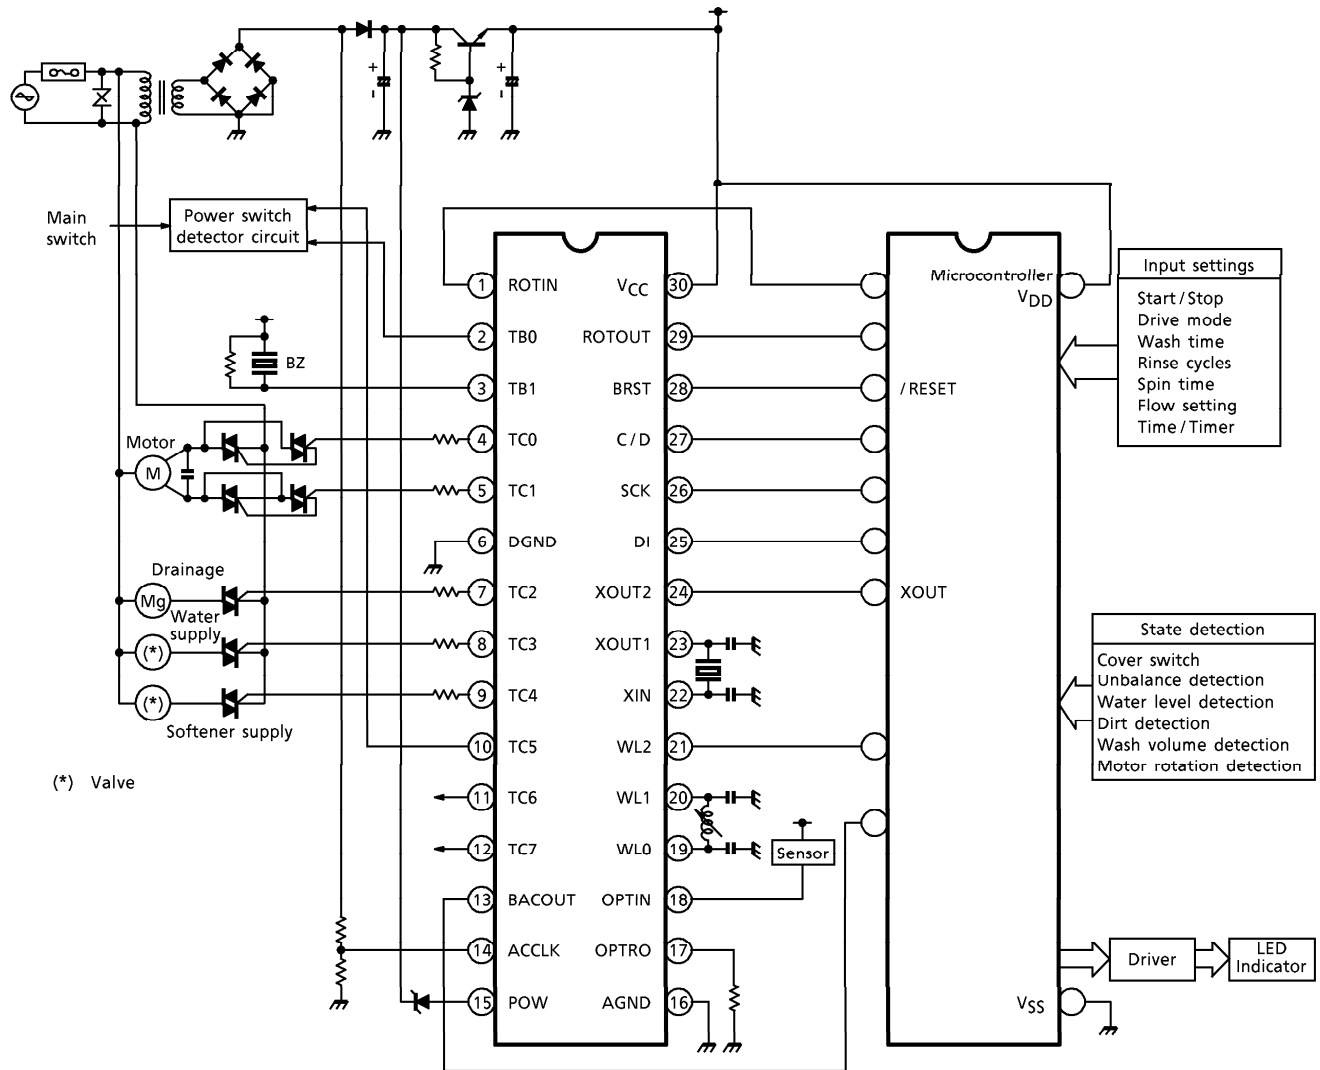 +
-
+
-
Main
switch
Power switch
detector circuit
BZ
Motor
M
Drainage
Mg
Water
supply
(*)
(*)
Softener supply
(*) Valve
1 ROTIN
2 TB0
3 TB1
4 TC0
5 TC1
6 DGND
7 TC2
8 TC3
9 TC4
10 TC5
11 TC6
12 TC7
13 BACOUT
14 ACCLK
15 POW
VCC 30
ROTOUT 29
BRST 28
C/D 27
SCK 26
DI 25
XOUT2 24
XOUT1 23
XIN 22
WL2 21
WL1 20
WL0 19
OPTIN 18
OPTRO 17
AGND 16
Sensor
Microcontroller
VDD
/RESET
XOUT
VSS
Input settings
Start/Stop
Drive mode
Wash time
Rinse cycles
Spin time
Flow setting
Time/Timer
State detection
Cover switch
Unbalance detection
Water level detection
Dirt detection
Wash volume detection
Motor rotation detection
Driver
LED
Indicator